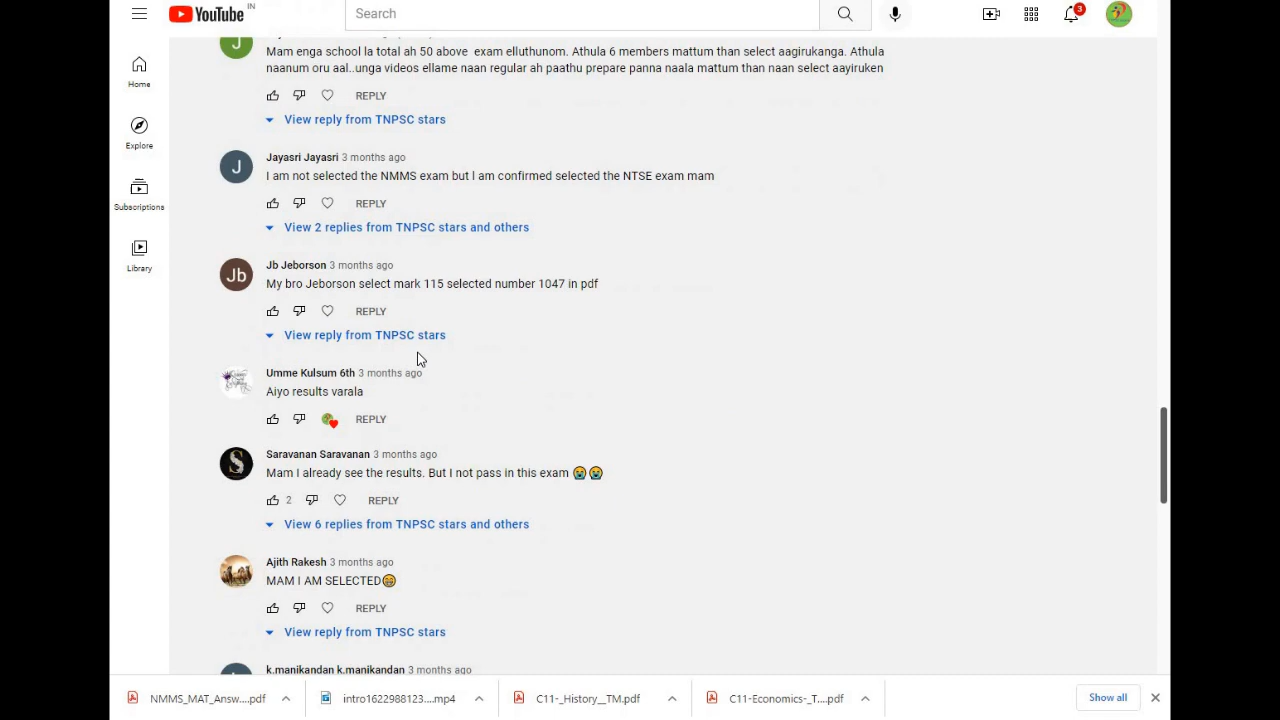 YouTube IN
Search
3
Home
Explore
Subscriptions
Library
J
Mam enga school la total ah 50 above exam elluthunom. Athula 6 members mattum than select aagirukanga. Athula
naanum oru aal..unga videos ellame naan regular ah paathu prepare panna naala mattum than naan select aayiruken
REPLY
View reply from TNPSC stars
J
Jayasri Jayasri 3 months ago
I am not selected the NMMS exam but I am confirmed selected the NTSE exam mam
REPLY
View 2 replies from TNPSC stars and others
Jb
Jb Jeborson 3 months ago
My bro Jeborson select mark 115 selected number 1047 in pdf
REPLY
View reply from TNPSC stars
Umme Kulsum 6th 3 months ago
Aiyo results varala
REPLY
S
Saravanan Saravanan 3 months ago
Mam I already see the results. But I not pass in this exam 😭😭
2 REPLY
View 6 replies from TNPSC stars and others
Ajith Rakesh 3 months ago
MAM I AM SELECTED😁
REPLY
View reply from TNPSC stars
k.manikandan k.manikandan 3 months ago
NMMS_MAT_Answ....pdf
intro1622988123....mp4
C11-_History__TM.pdf
C11-Economics-_T....pdf
Show all